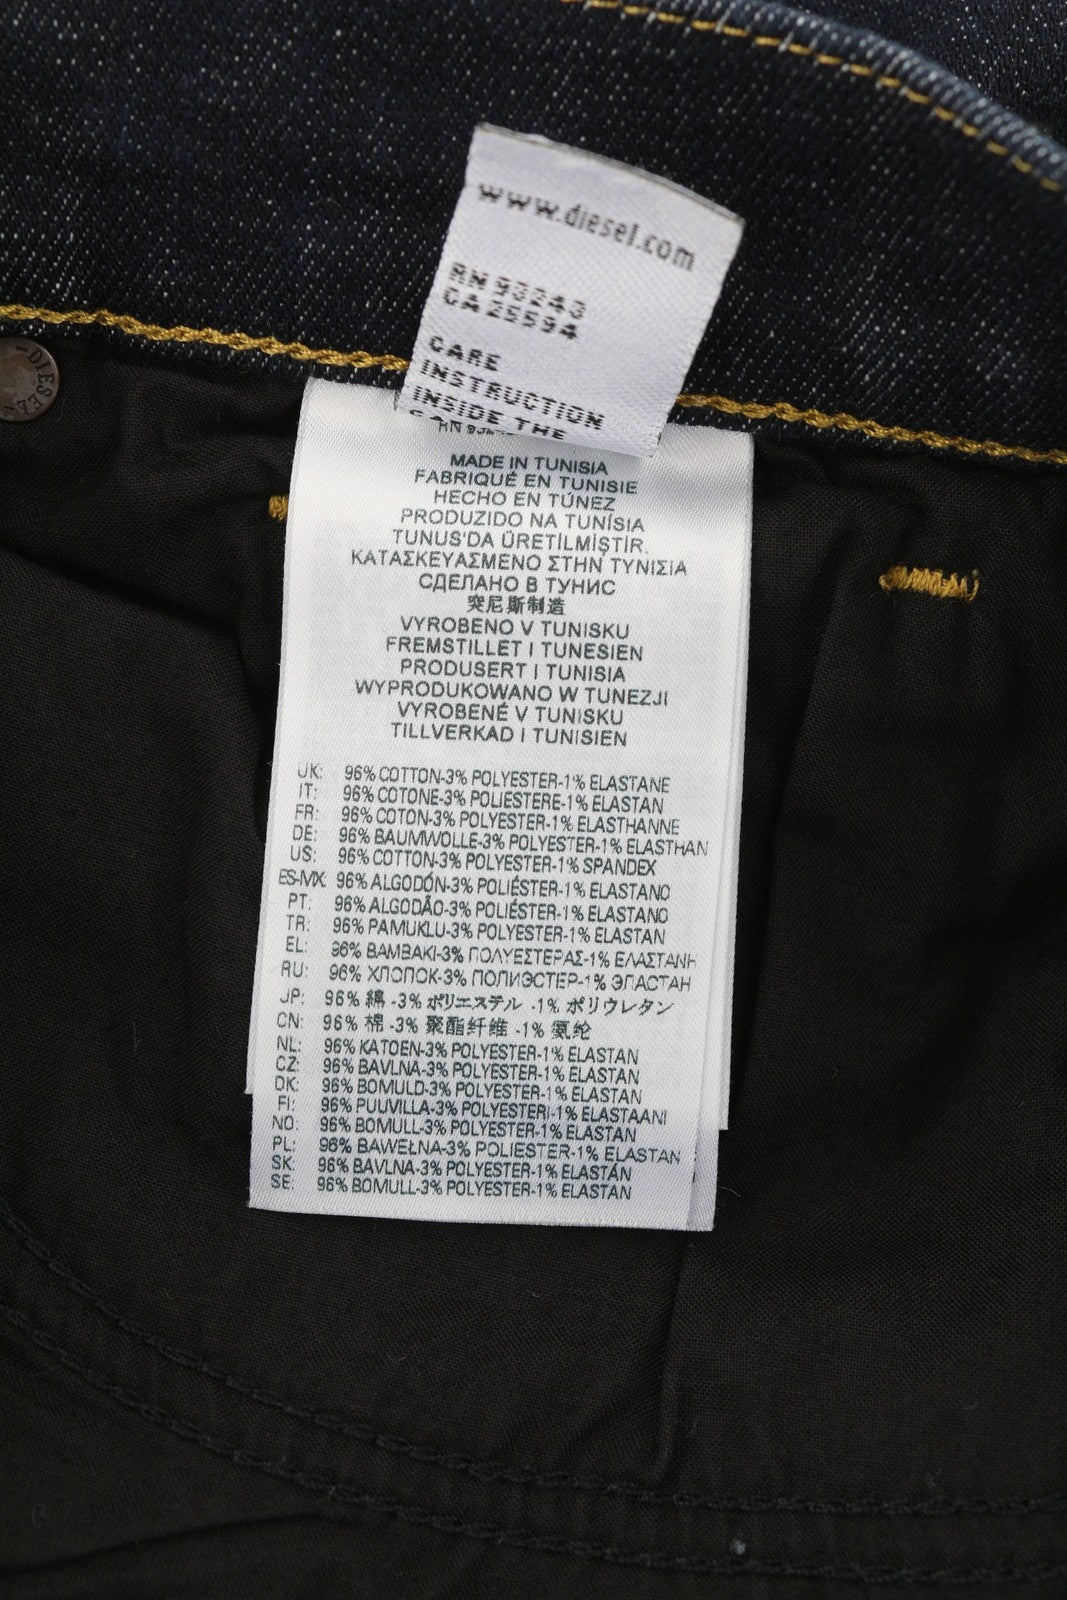 www.diesel.com
RN 93243
CA 25594
CARE
INSTRUCTION
INSIDE THE
-DIESEL-
MADE IN TUNISIA
FABRIQUÉ EN TUNISIE
HECHO EN TÚNEZ
PRODUZIDO NA TUNÍSIA
TUNUS'DA ÜRETILMIŞTIR.
ΚΑΤΑΣΚΕΥΑΣΜΕΝΟ ΣΤΗΝ ΤΥΝΙΣΙΑ
СДЕЛАНО В ТУНИС
突尼斯制造
VYROBENO V TUNISKU
FREMSTILLET I TUNESIEN
PRODUSERT I TUNISIA
WYPRODUKOWANO W TUNEZJI
VYROBENÉ V TUNISKU
TILLVERKAD I TUNISIEN
UK: 96% COTTON-3% POLYESTER-1% ELASTANE
IT: 96% COTONE-3% POLIESTERE-1% ELASTAN
FR: 96% COTON-3% POLYESTER-1% ELASTHANNE
DE: 96% BAUMWOLLE-3% POLYESTER-1% ELASTHAN
US: 96% COTTON-3% POLYESTER-1% SPANDEX
ES-MX: 96% ALGODÓN-3% POLIÉSTER-1% ELASTANO
PT: 96% ALGODÃO-3% POLIÉSTER-1% ELASTANO
TR: 96% PAMUKLU-3% POLYESTER-1% ELASTAN
EL: 96% ΒΑΜΒΑΚΙ-3% ΠΟΛΥΕΣΤΕΡΑΣ-1% ΕΛΑΣΤΑΝΗ
RU: 96% ХЛОПОК-3% ПОЛИЭСТЕР-1% ЭЛАСТАН
JP: 96% 綿 -3% ポリエステル -1% ポリウレタン
CN: 96% 棉 -3% 聚酯纤维 -1% 氨纶
NL: 96% KATOEN-3% POLYESTER-1% ELASTAN
CZ: 96% BAVLNA-3% POLYESTER-1% ELASTAN
DK: 96% BOMULD-3% POLYESTER-1% ELASTAN
FI: 96% PUUVILLA-3% POLYESTERI-1% ELASTAANI
NO: 96% BOMULL-3% POLYESTER-1% ELASTAN
PL: 96% BAWEŁNA-3% POLIESTER-1% ELASTAN
SK: 96% BAVLNA-3% POLYESTER-1% ELASTÁN
SE: 96% BOMULL-3% POLYESTER-1% ELASTAN